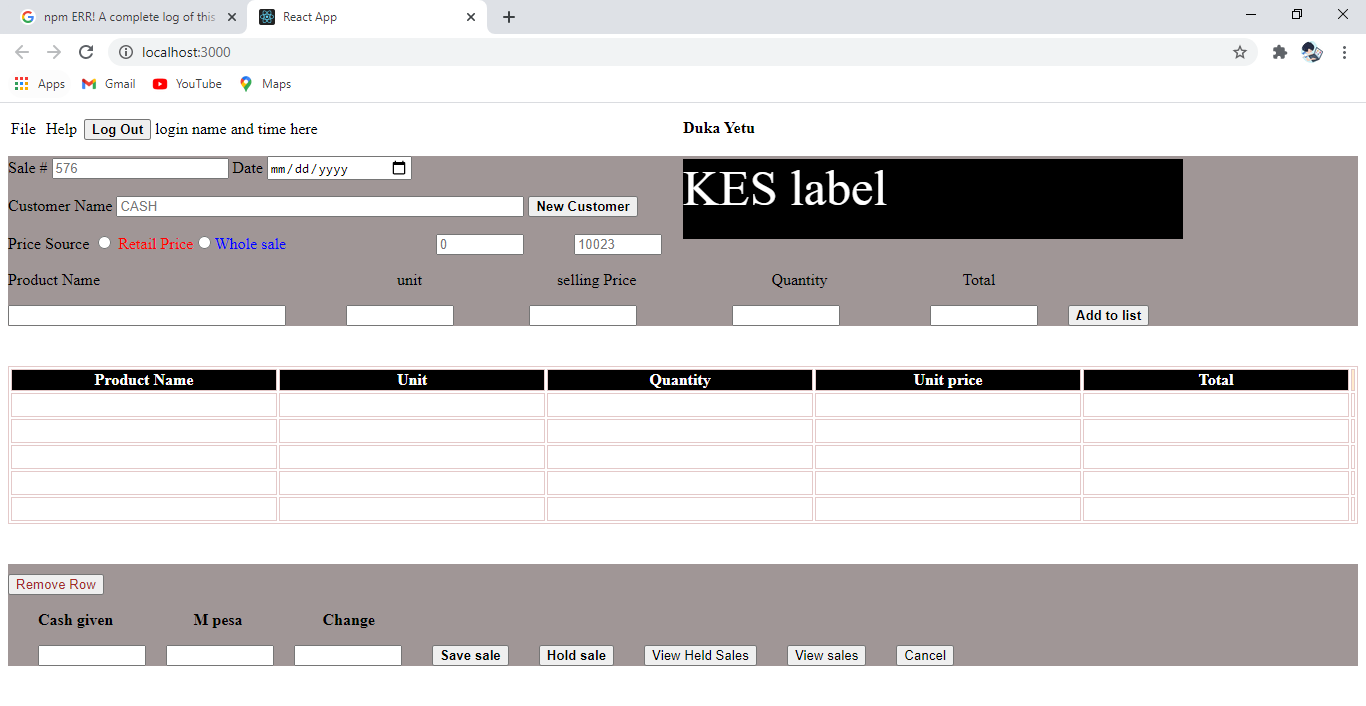 npm ERR! A complete log of this
React App
localhost:3000
Apps Gmail YouTube Maps
File Help Log Out login name and time here Duka Yetu
Sale # 576 Date mm/dd/yyyy
KES label
Customer Name CASH New Customer
Price Source Retail Price Whole sale 0 10023
Product Name unit selling Price Quantity Total
Add to list
Product Name Unit Quantity Unit price Total
Remove Row
Cash given M pesa Change
Save sale Hold sale View Held Sales View sales Cancel